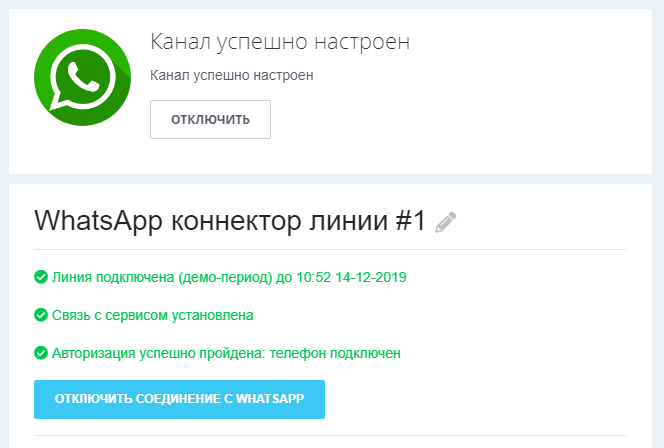 Канал успешно настроен
Канал успешно настроен
ОТКЛЮЧИТЬ
WhatsApp коннектор линии #1
Линия подключена (демо-период) до 10:52 14-12-2019
Связь с сервисом установлена
Авторизация успешно пройдена: телефон подключен
ОТКЛЮЧИТЬ СОЕДИНЕНИЕ С WHATSAPP